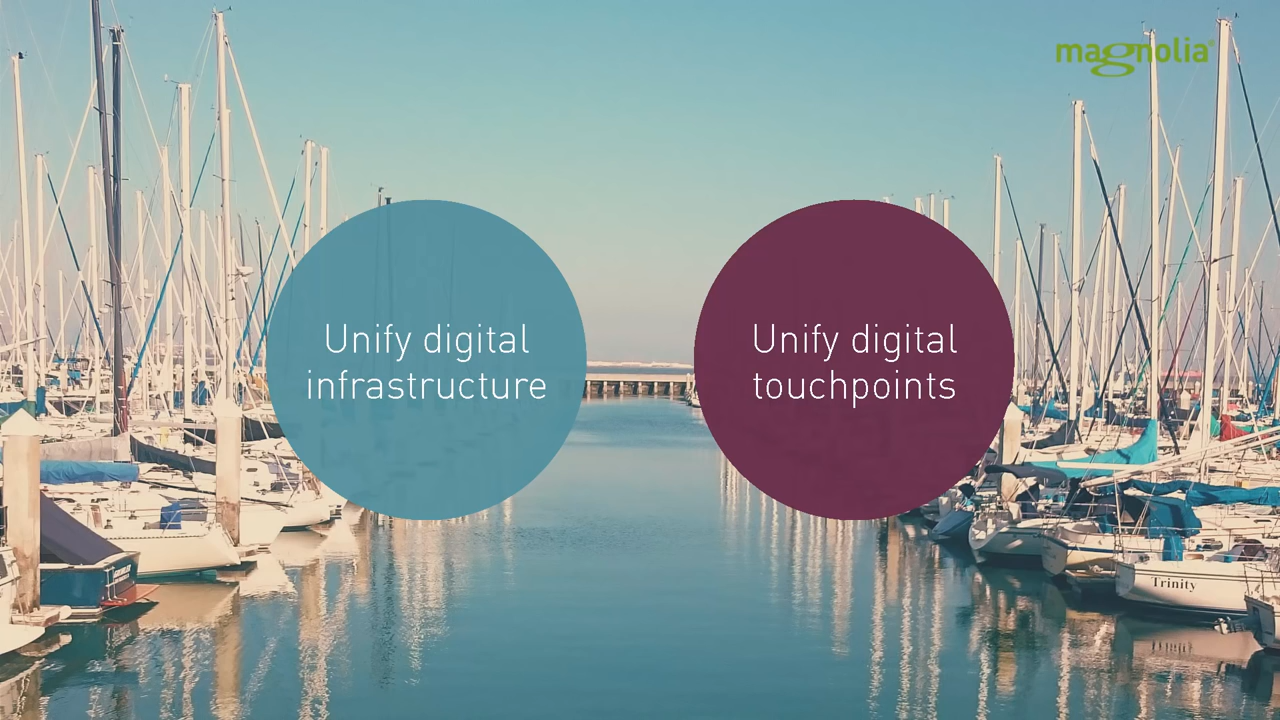 magnolia®
Unify digital
infrastructure
Unify digital
touchpoints
Trinity